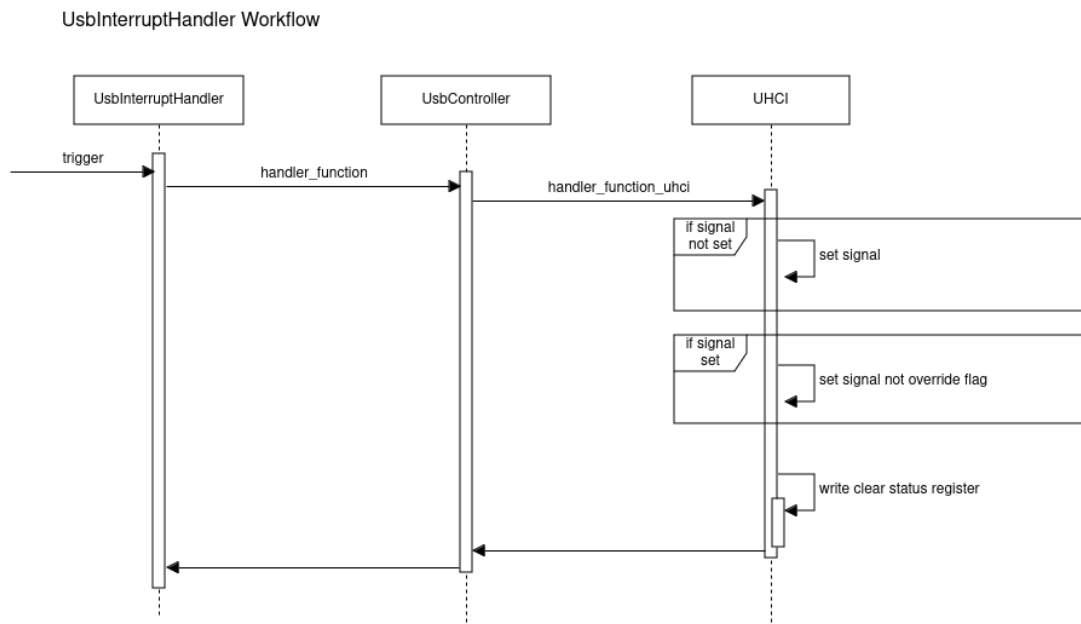 UsbInterruptHandler Workflow
UsbInterruptHandler
UsbController
UHCI
trigger
handler_function
handler_function_uhci
if signal
not set
set signal
if signal
set
set signal not override flag
write clear status register